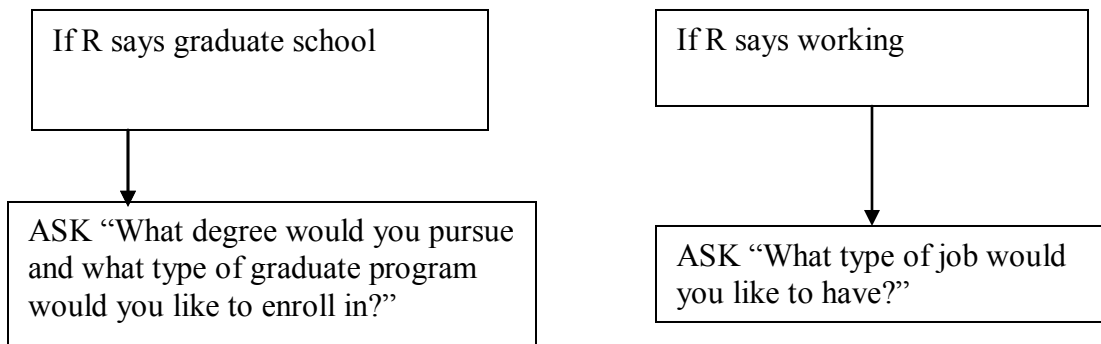 If R says graduate school
If R says working
ASK “What degree would you pursue
and what type of graduate program
would you like to enroll in?”
ASK “What type of job would
you like to have?”